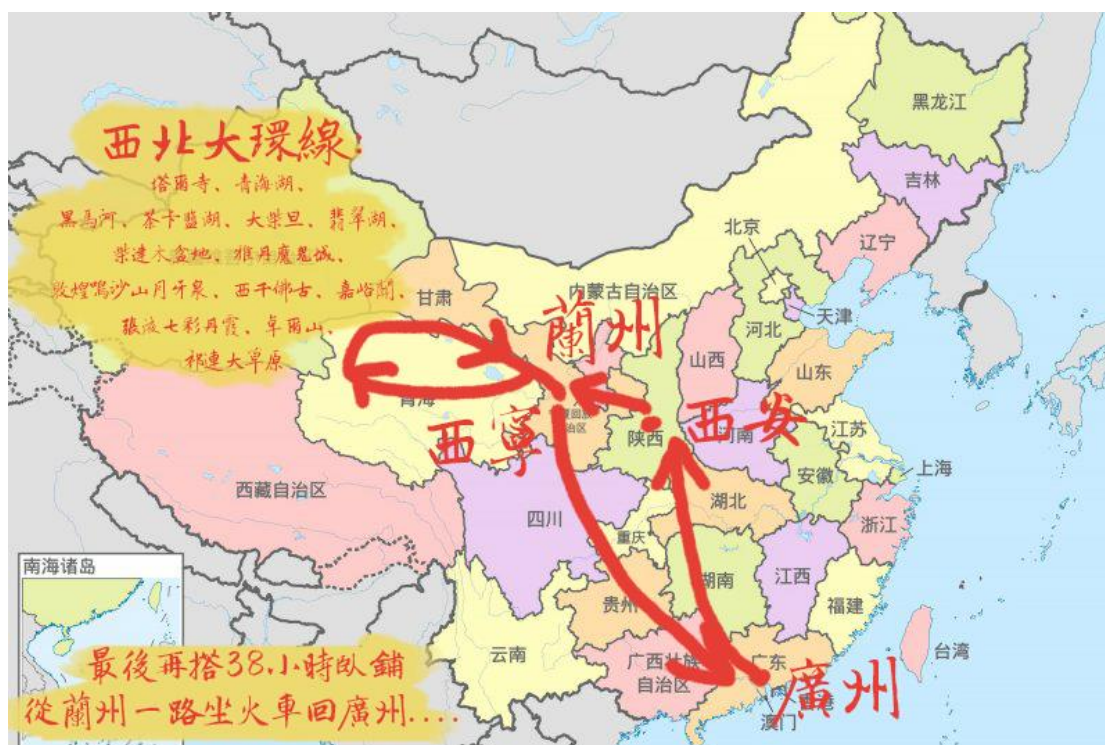 西北大環線:
塔爾寺、青海湖、
黑馬河、茶卡鹽湖、大柴旦、翡翠湖、
柴達木盆地、雅丹魔鬼城、
敦煌鳴沙山月牙泉、西千佛古、嘉峪關、
張液七彩丹霞、卓爾山、
祁連大草原
黑龙江
吉林
辽宁
北京
天津
内蒙古自治区
甘肃
河北
山西
山东
蘭州
青海
西寧
陕西
西安
河南
江苏
安徽
上海
西藏自治区
四川
重庆
湖北
浙江
湖南
江西
贵州
福建
云南
广西壮族
自治区
广东
廣州
香港
澳门
台湾
南海诸岛
最後再搭38小時臥鋪
從蘭州一路坐火車回廣州....